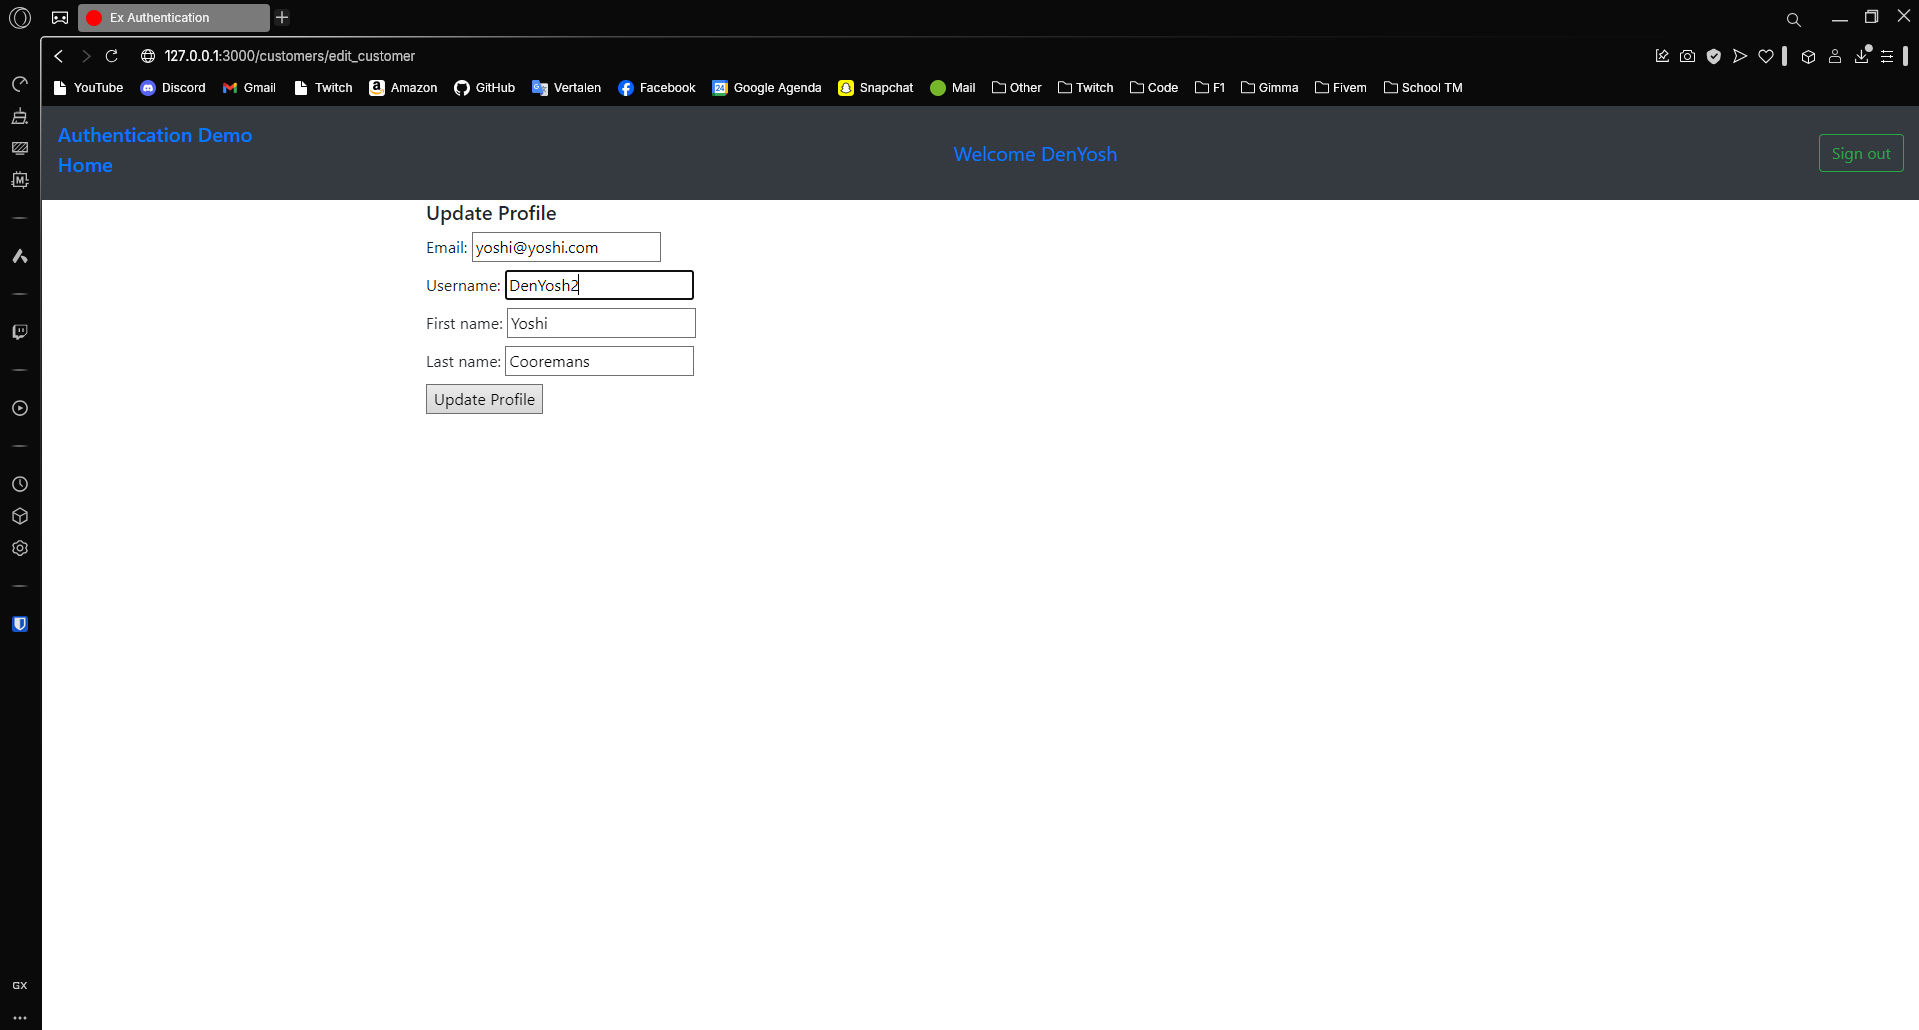 Ex Authentication
127.0.0.1:3000/customers/edit_customer
YouTube Discord Gmail Twitch Amazon GitHub Vertalen Facebook 24 Google Agenda Snapchat Mail Other Twitch Code F1 Gimma Fivem School TM
Authentication Demo
Home
Welcome DenYosh
Sign out
Update Profile
Email: yoshi@yoshi.com
Username: DenYosh2
First name: Yoshi
Last name: Cooremans
Update Profile
M
GX